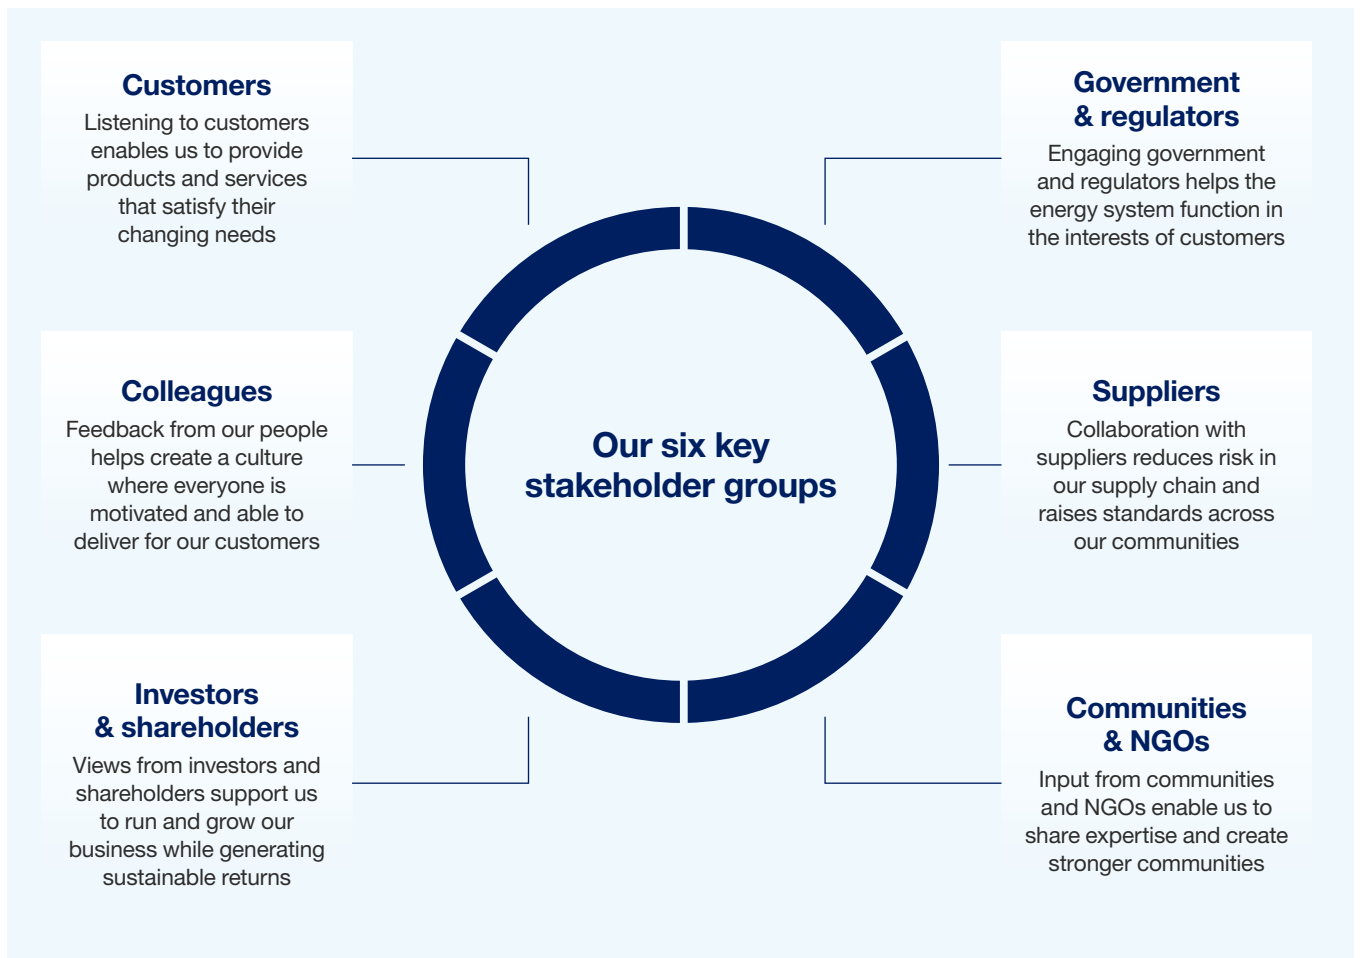 Customers
Listening to customers
enables us to provide
products and services
that satisfy their
changing needs
Government
& regulators
Engaging government
and regulators helps the
energy system function in
the interests of customers
Colleagues
Feedback from our people
helps create a culture
where everyone is
motivated and able to
deliver for our customers
Our six key
stakeholder groups
Suppliers
Collaboration with
suppliers reduces risk in
our supply chain and
raises standards across
our communities
Investors
& shareholders
Views from investors and
shareholders support us
to run and grow our
business while generating
sustainable returns
Communities
& NGOs
Input from communities
and NGOs enable us to
share expertise and create
stronger communities